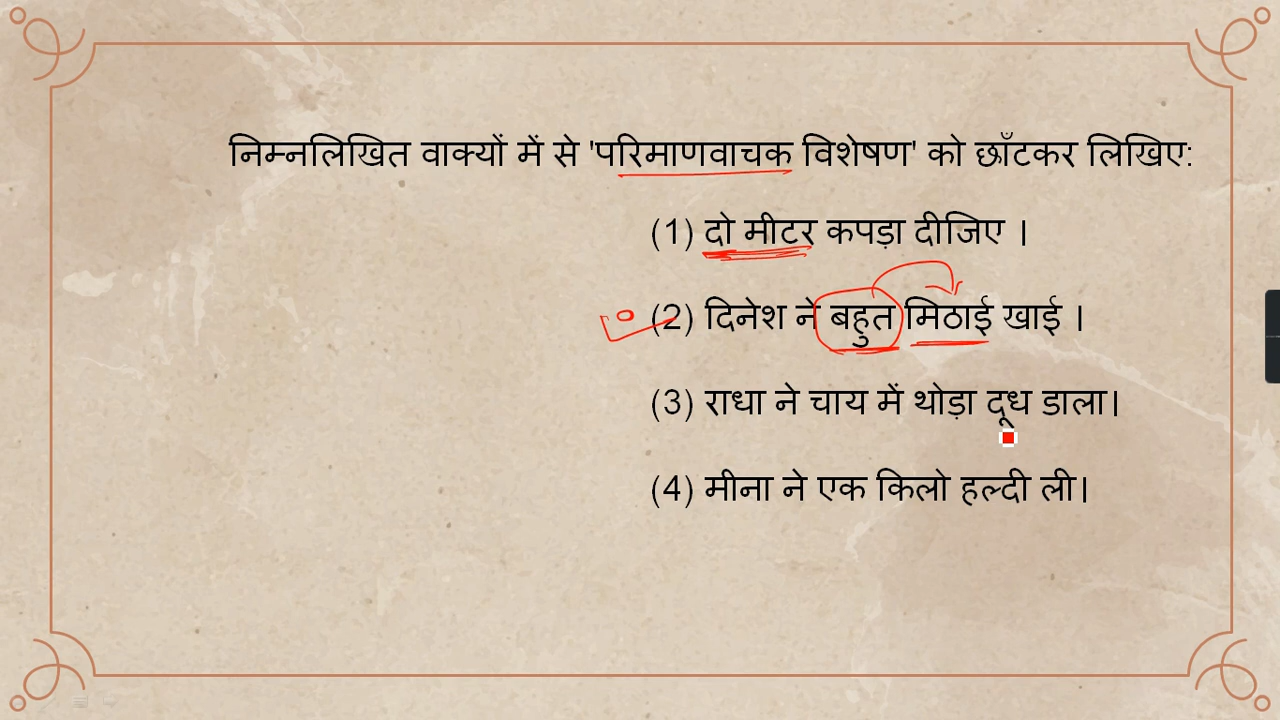 निम्नलिखित वाक्यों में से 'परिमाणवाचक विशेषण' को छाँटकर लिखिए:
(1) दो मीटर कपड़ा दीजिए ।
(2) दिनेश ने बहुत मिठाई खाई ।
(3) राधा ने चाय में थोड़ा दूध डाला।
(4) मीना ने एक किलो हल्दी ली।